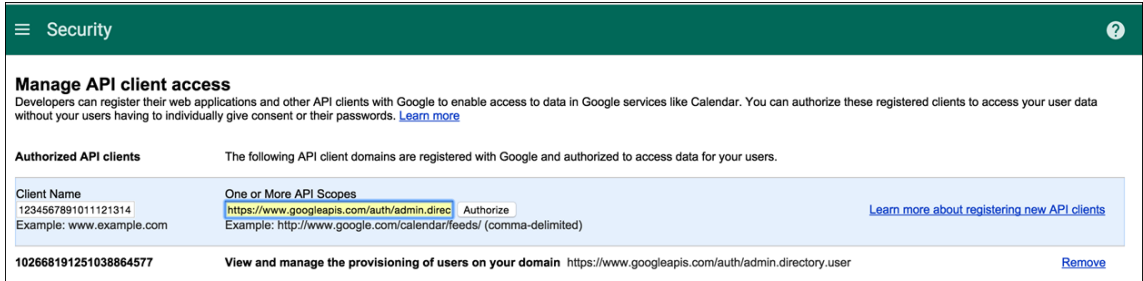 Security
Manage API client access
Developers can register their web applications and other API clients with Google to enable access to data in Google services like Calendar. You can authorize these registered clients to access your user data
without your users having to individually give consent or their passwords. Learn more
Authorized API clients The following API client domains are registered with Google and authorized to access data for your users.
Client Name One or More API Scopes
1234567891011121314 https://www.googleapis.com/auth/admin.direc Authorize Learn more about registering new API clients
Example: www.example.com Example: http://www.google.com/calendar/feeds/ (comma-delimited)
102668191251038864577 View and manage the provisioning of users on your domain https://www.googleapis.com/auth/admin.directory.user Remove